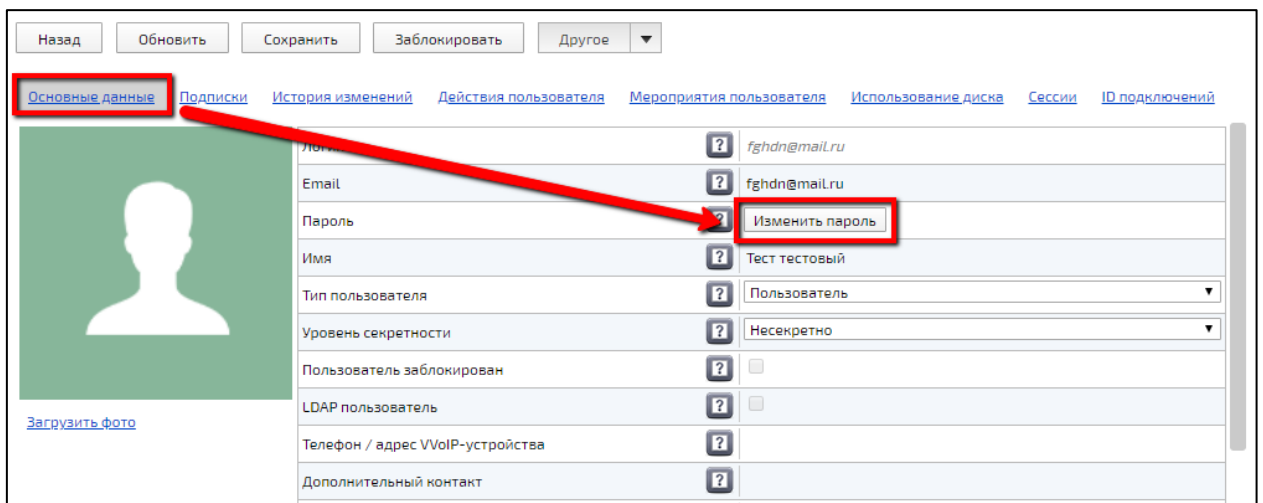 Назад Обновить Сохранить Заблокировать Другое
Основные данные Подписки История изменений Действия пользователя Мероприятия пользователя Использование диска Сессии ID подключений
? fghdn@mail.ru
Email ? fghdn@mail.ru
Пароль ? Изменить пароль
Имя ? Тест тестовый
Тип пользователя ? Пользователь
Уровень секретности ? Несекретно
Пользователь заблокирован ?
LDAP пользователь ?
Загрузить фото
Телефон / адрес VVoIP-устройства ?
Дополнительный контакт ?